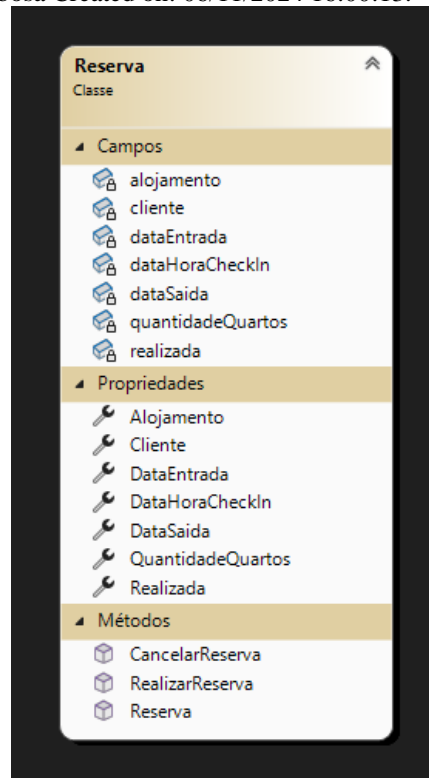 Reserva
Classe
Campos
alojamento
cliente
dataEntrada
dataHoraCheckIn
dataSaida
quantidadeQuartos
realizada
Propriedades
Alojamento
Cliente
DataEntrada
DataHoraCheckIn
DataSaida
QuantidadeQuartos
Realizada
Métodos
CancelarReserva
RealizarReserva
Reserva